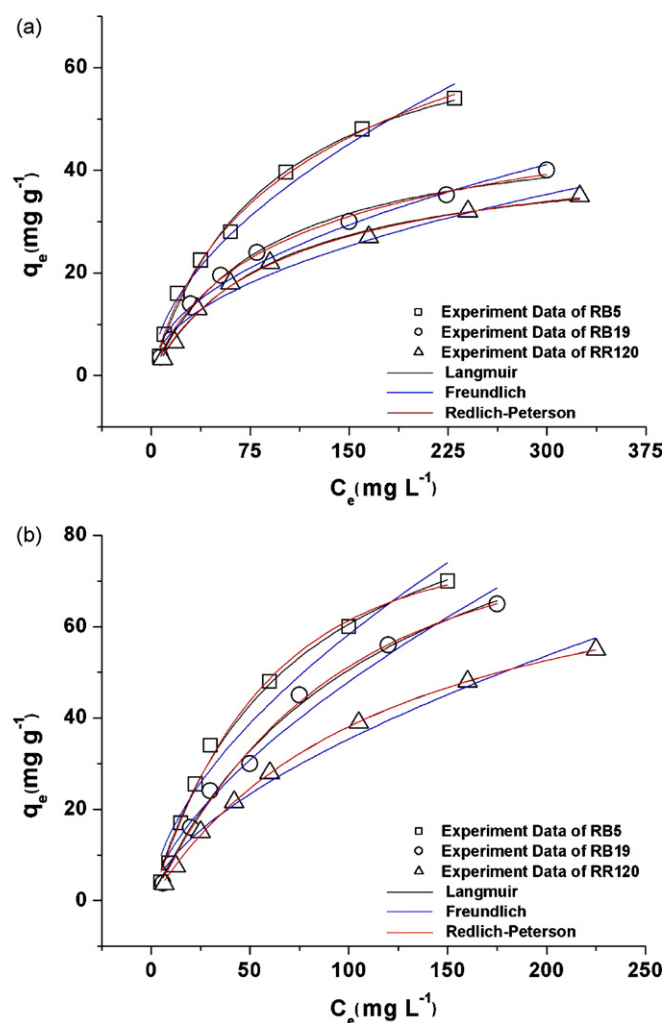 (a)
60
40
20
0
qe(mg g-1)
Experiment Data of RB5
Experiment Data of RB19
Experiment Data of RR120
Langmuir
Freundlich
Redlich-Peterson
0 75 150 225 300 375
Ce(mg L-1)
(b)
80
60
40
20
0
qe(mg g-1)
Experiment Data of RB5
Experiment Data of RB19
Experiment Data of RR120
Langmuir
Freundlich
Redlich-Peterson
0 50 100 150 200 250
Ce(mg L-1)